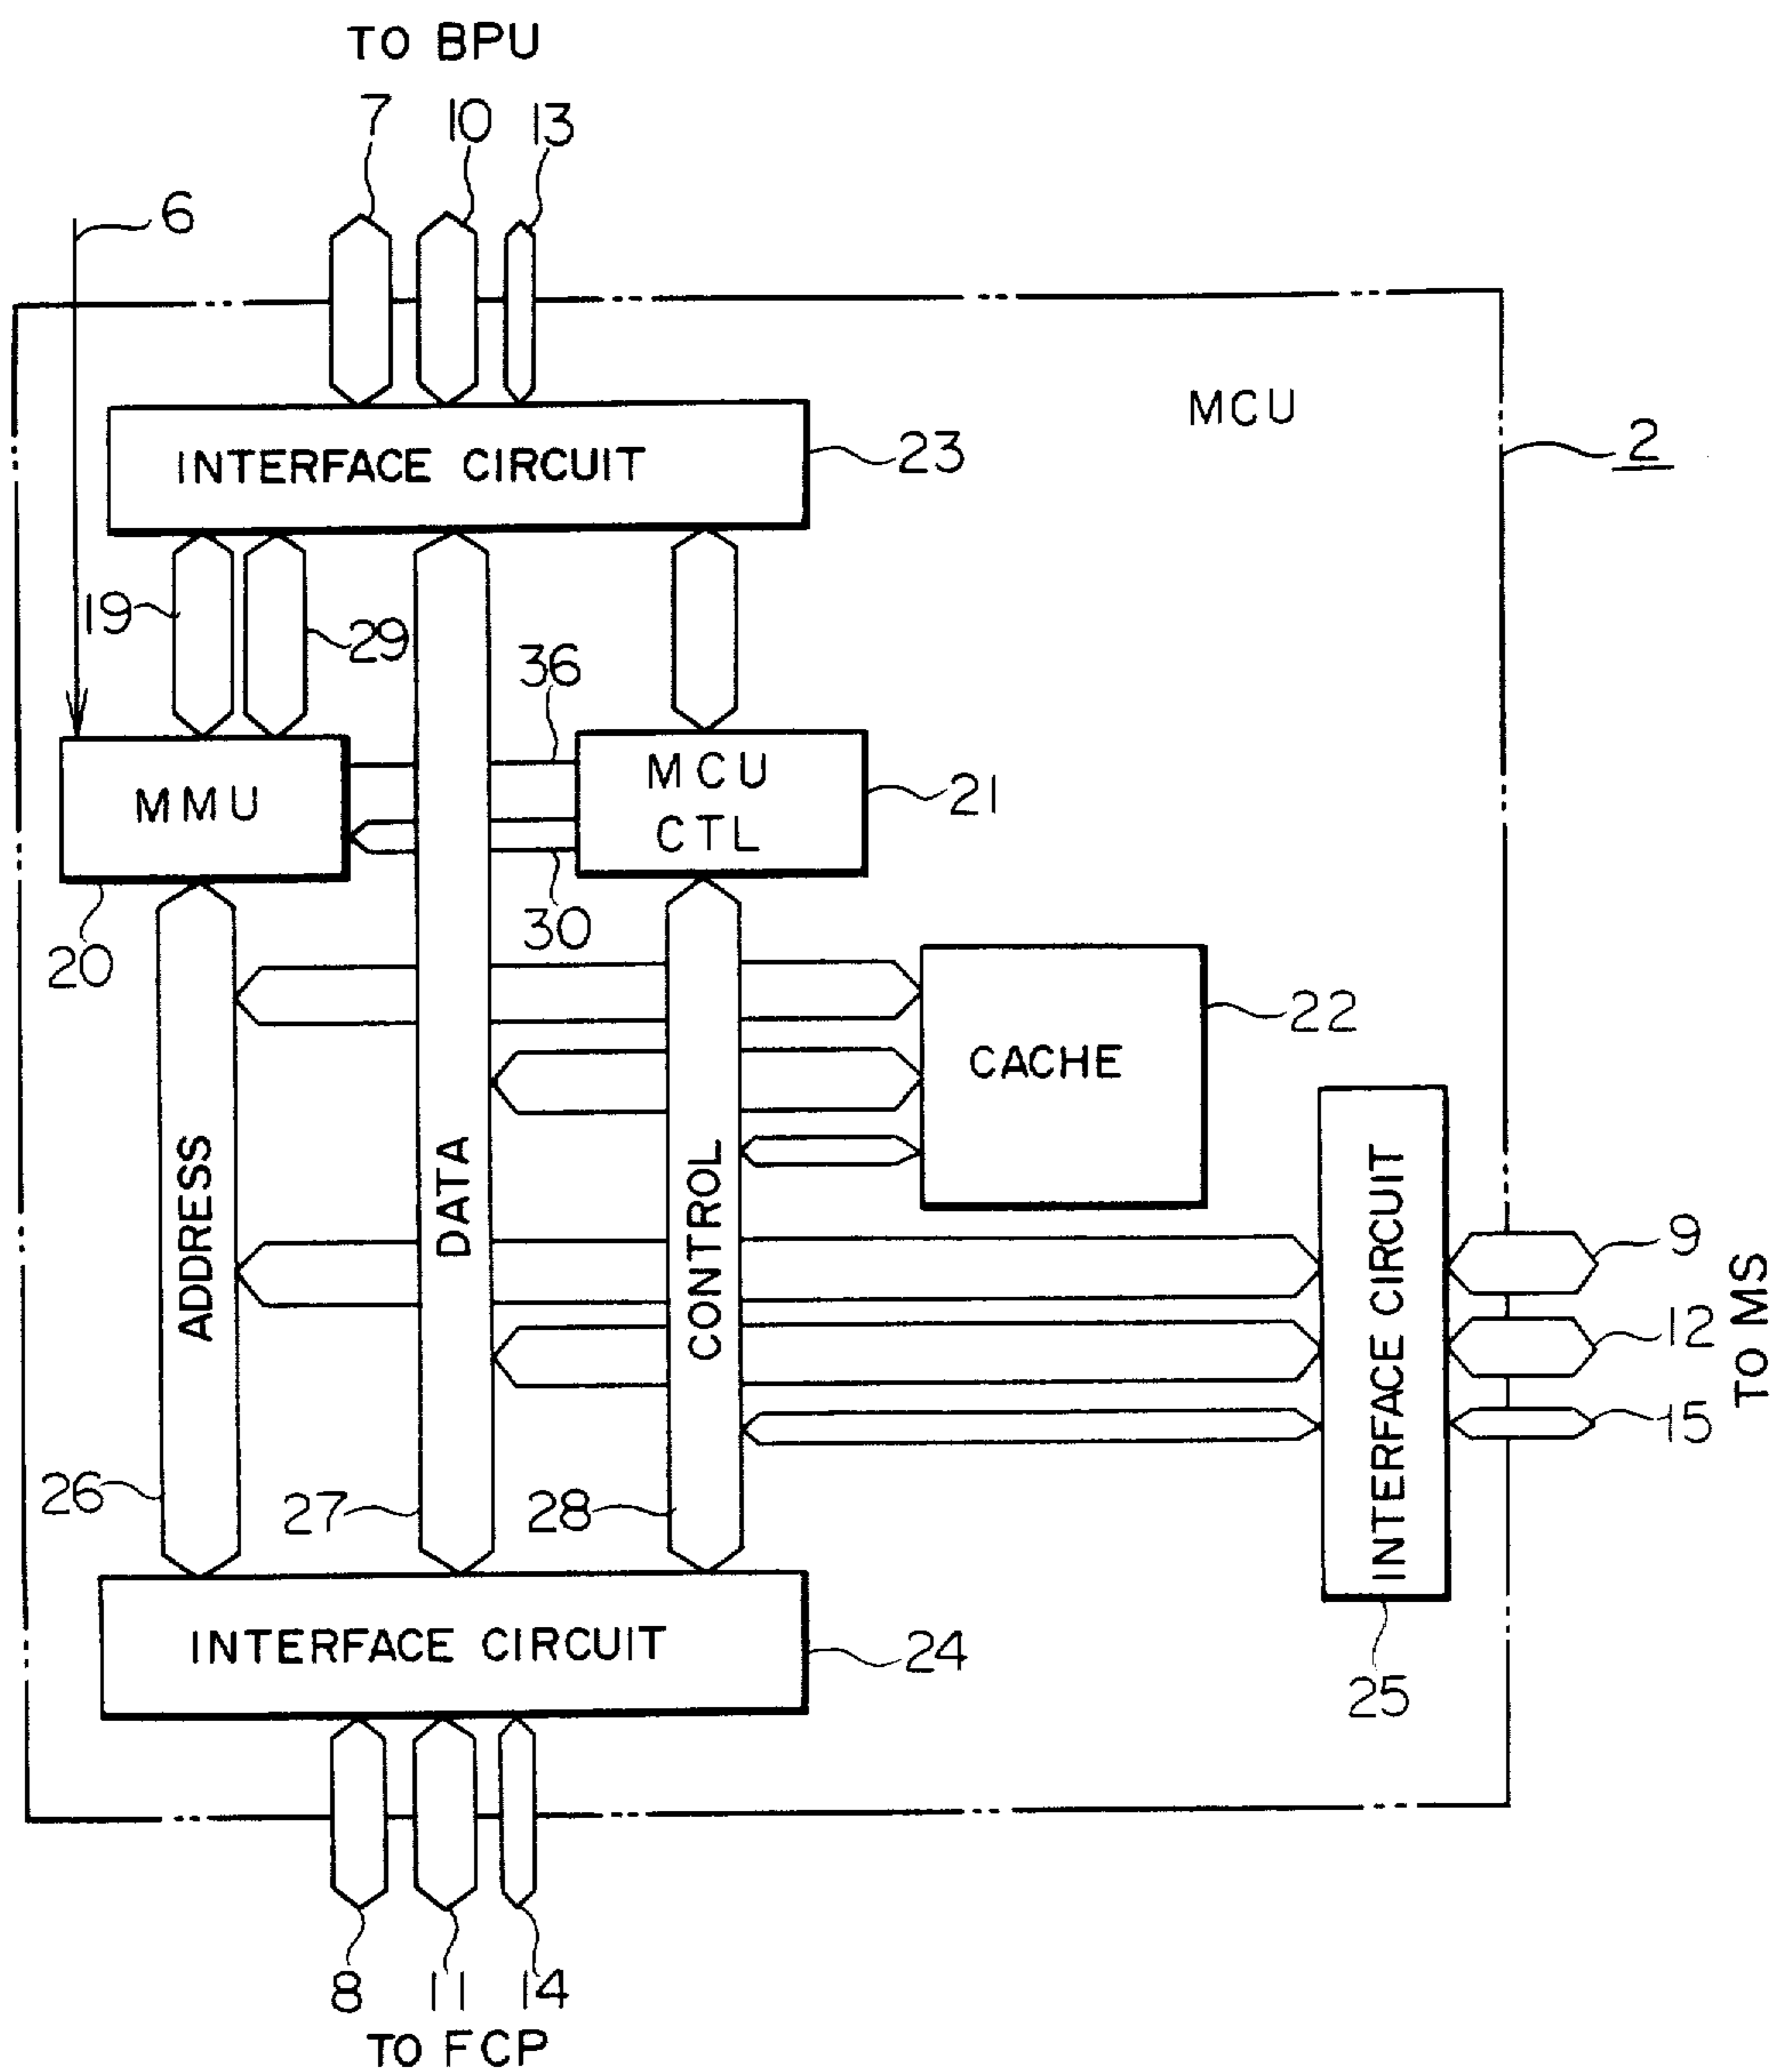 TO BPU
7 10 13
6
MCU
INTERFACE CIRCUIT
23
2
19
29
36
MMU
MCU
CTL
21
20
30
22
CACHE
ADDRESS
DATA
CONTROL
INTERFACE CIRCUIT
9
12
15
TO MS
26
27
28
INTERFACE CIRCUIT
24
25
8 11 14
TO FCP